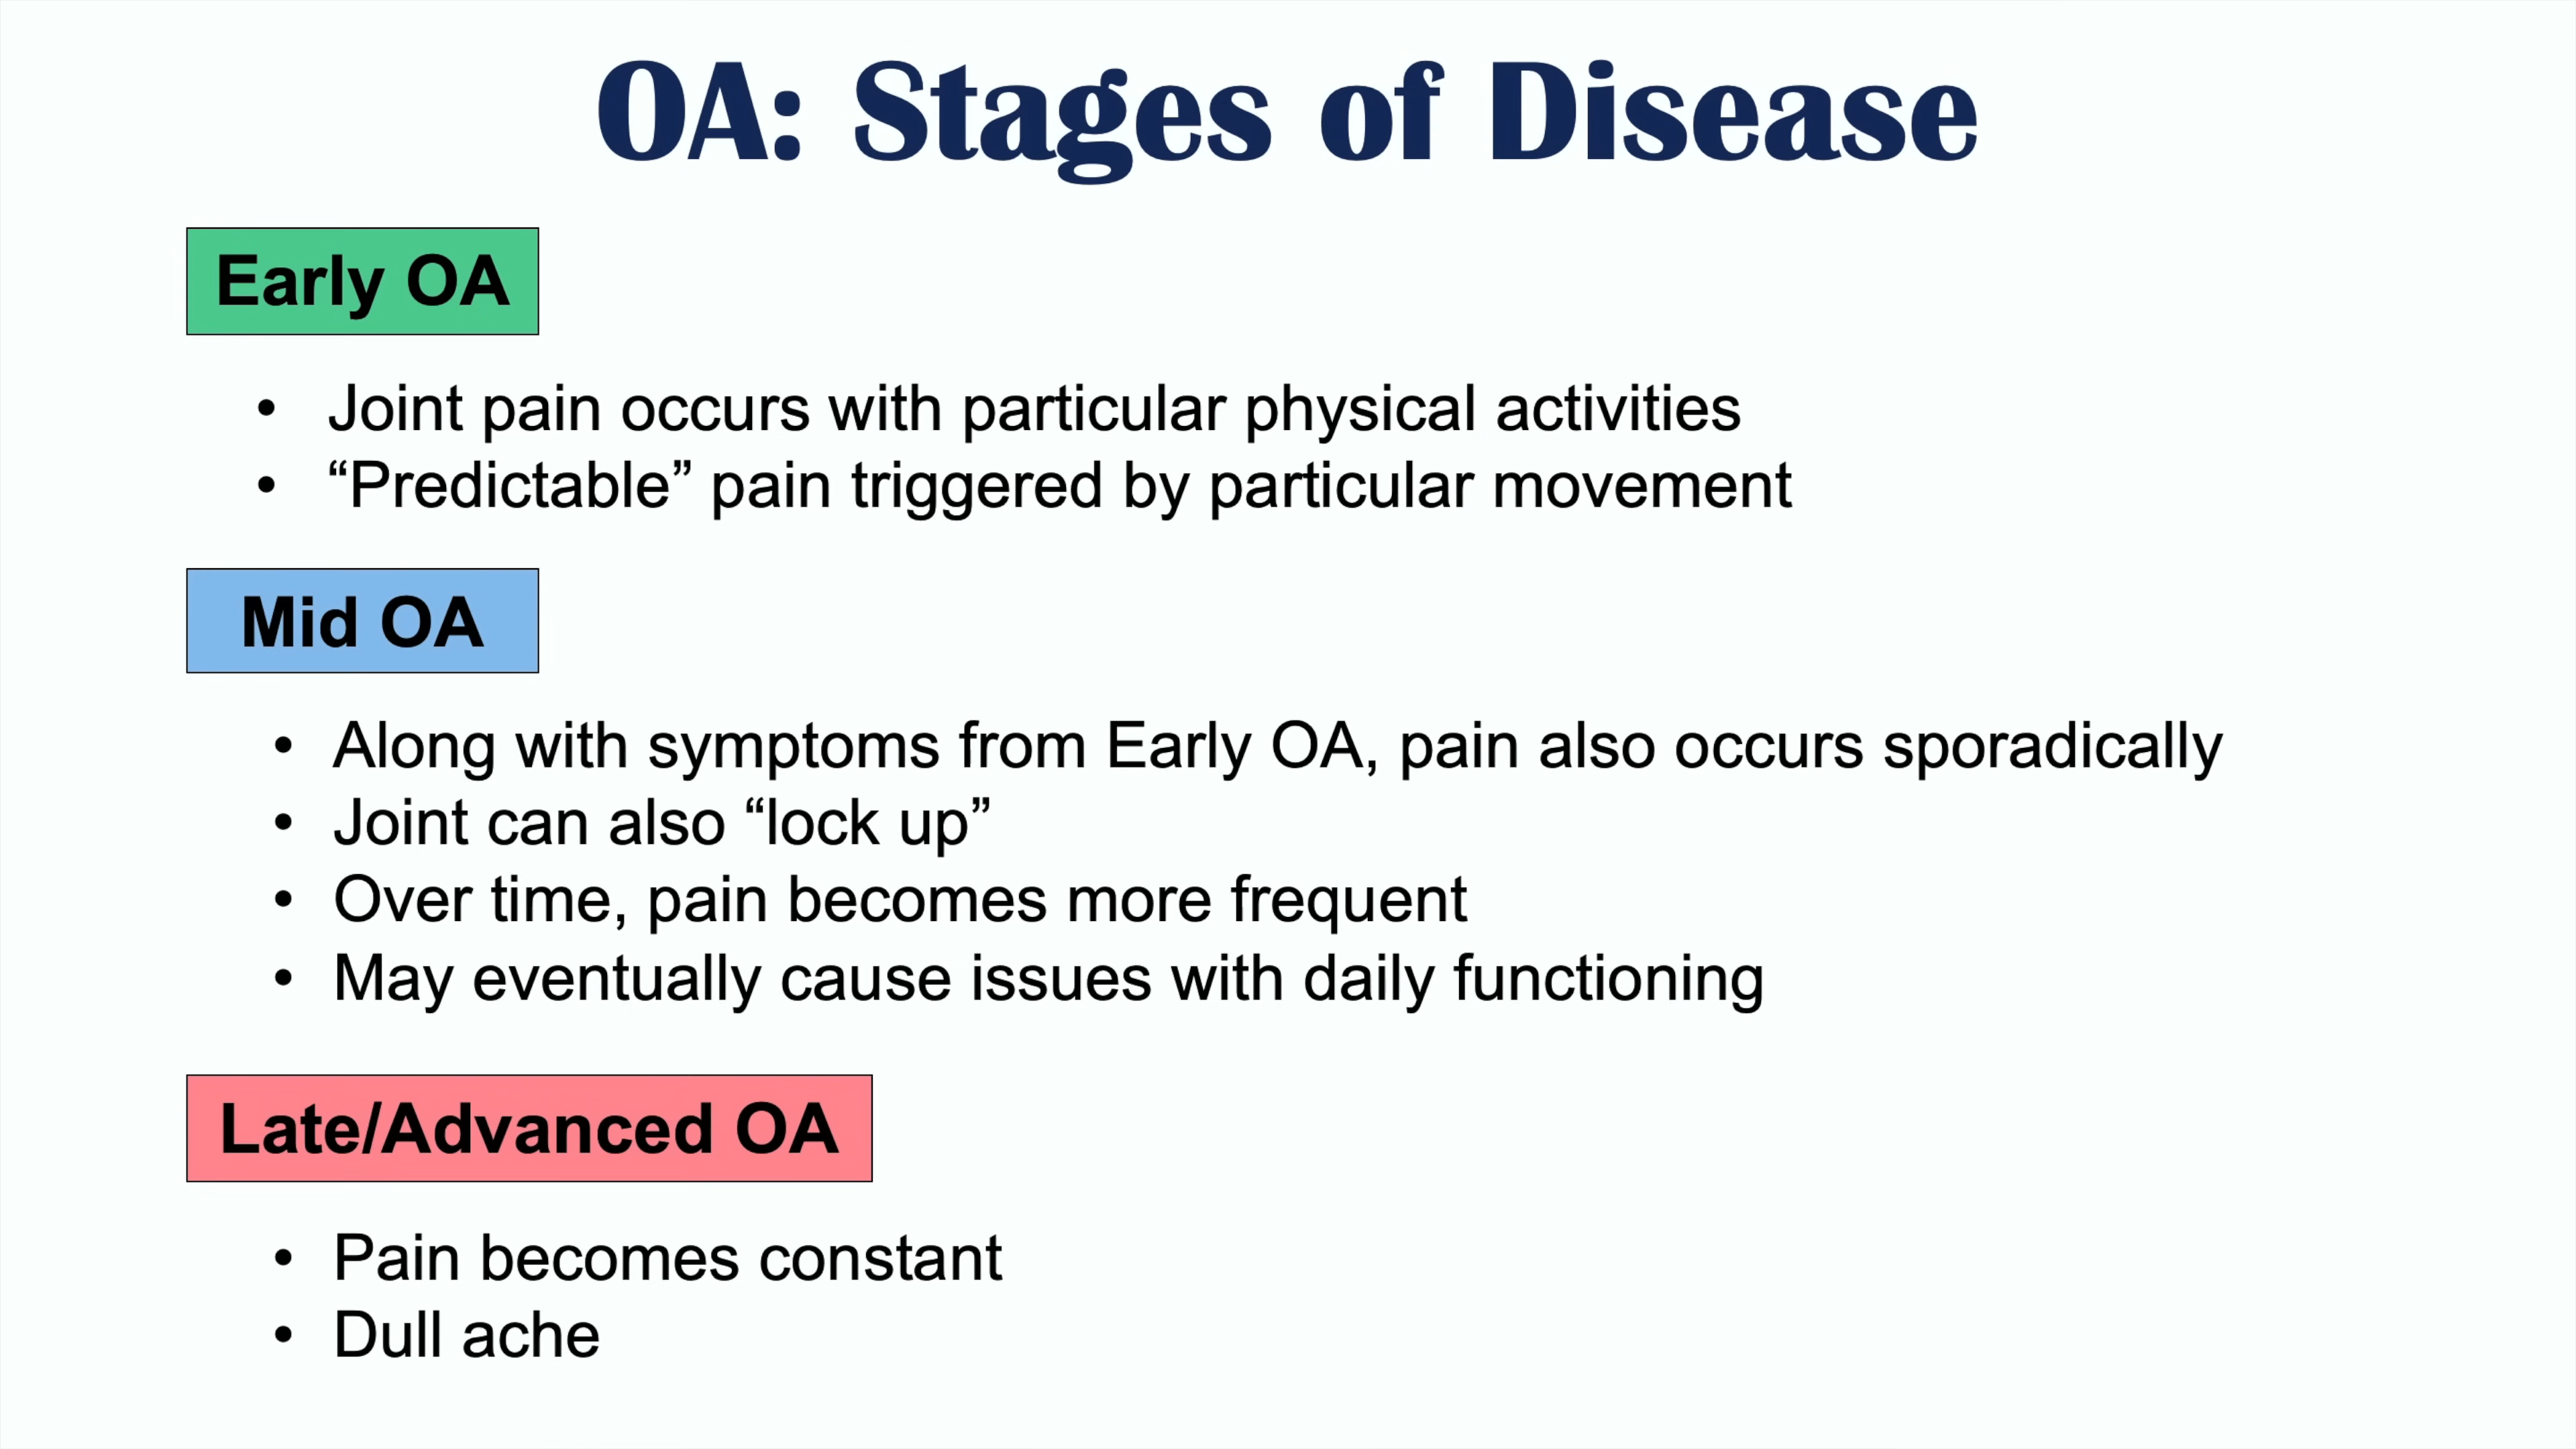 OA: Stages of Disease
Early OA
• Joint pain occurs with particular physical activities
• “Predictable” pain triggered by particular movement
Mid OA
• Along with symptoms from Early OA, pain also occurs sporadically
• Joint can also “lock up”
• Over time, pain becomes more frequent
• May eventually cause issues with daily functioning
Late/Advanced OA
• Pain becomes constant
• Dull ache